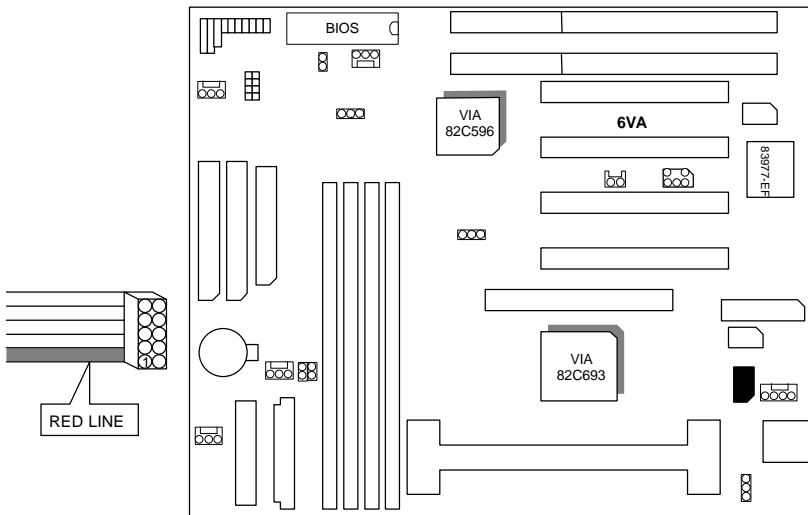 BIOS
VIA
82C596
6VA
83977-EF
1
RED LINE
VIA
82C693